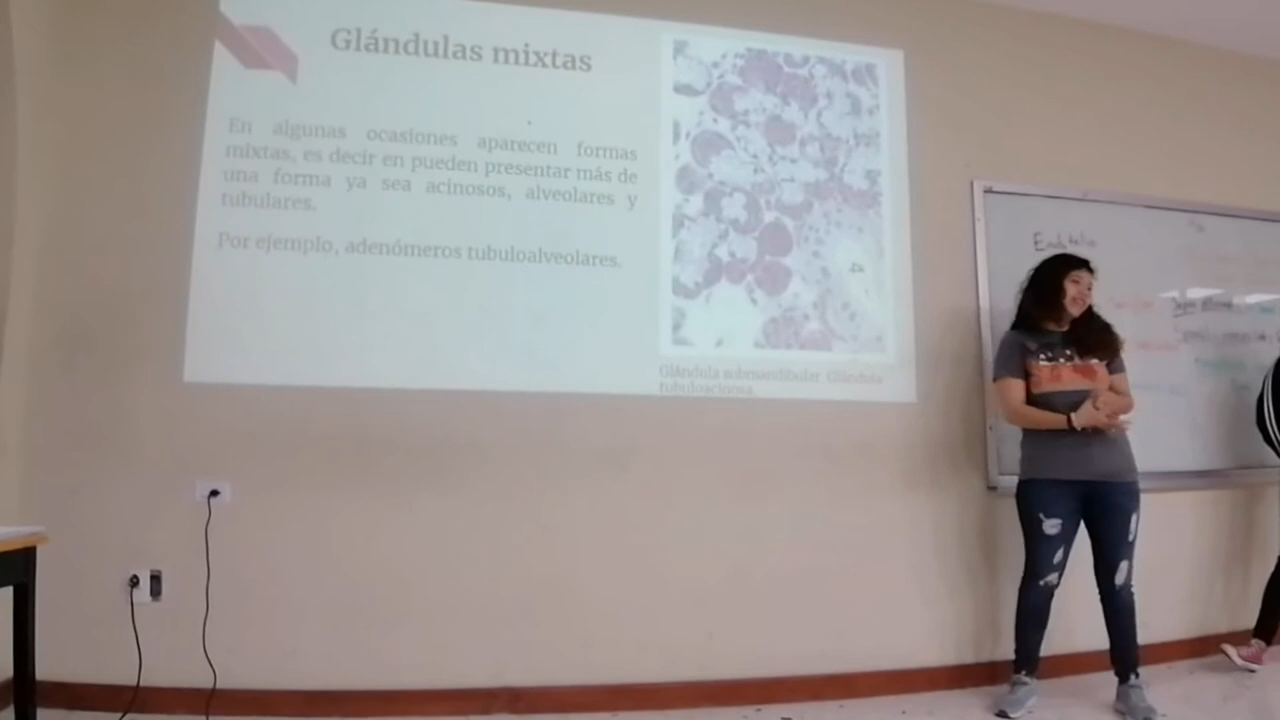 Glándulas mixtas
En algunas ocasiones aparecen formas
mixtas, es decir en pueden presentar más de
una forma ya sea acinosos, alveolares y
tubulares.
Por ejemplo, adenómeros tubuloalveolares.
Glándula submandibular. Glándula
tubuloacinosa.
Endotelio